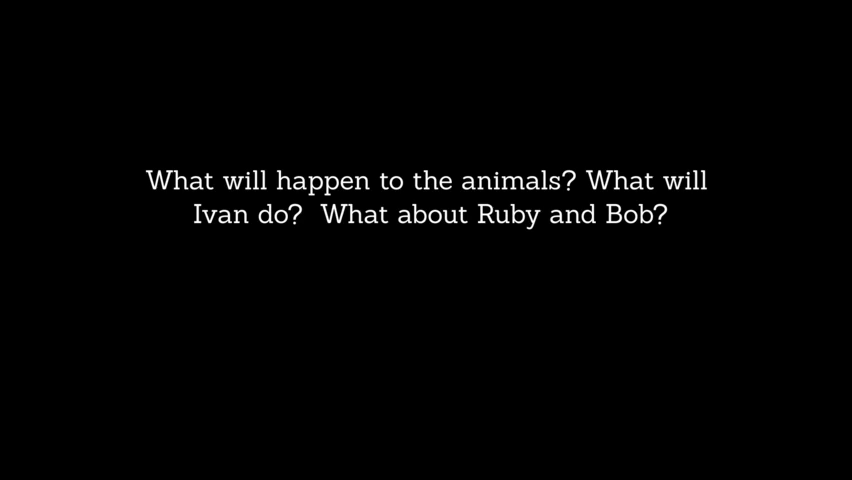 What will happen to the animals? What will
Ivan do?  What about Ruby and Bob?